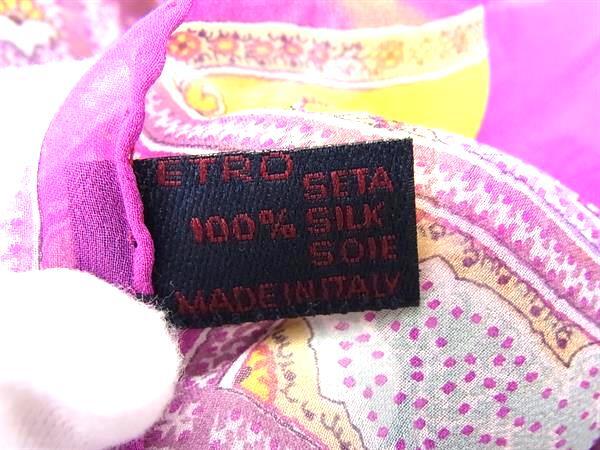 ETRO
SETA
100% SILK
SOIE
MADE IN ITALY